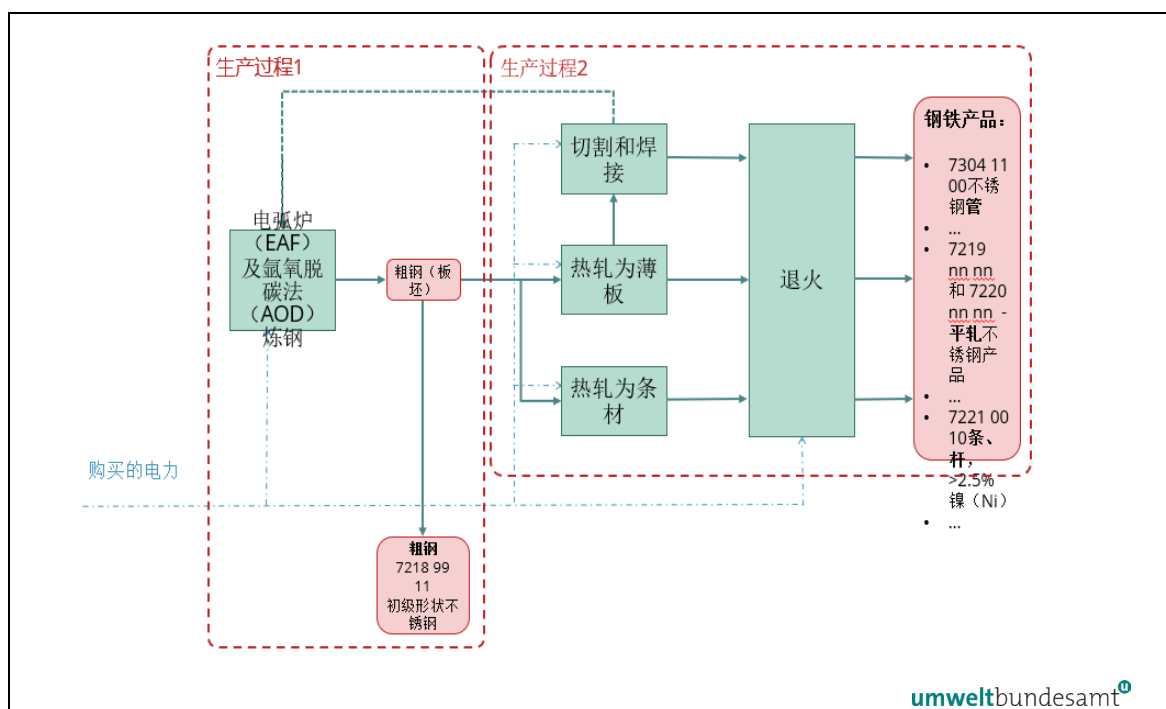 生产过程1
生产过程2
切割和焊
接
钢铁产品：
• 7304 11
00不锈
钢管
• ...
• 7219
nn nn
和 7220
nn nn -
平轧不
锈钢产
品
• ...
• 7221 00
10条、
杆，
>2.5%
镍（Ni）
• ...
电弧炉
（EAF）
及氩氧脱
碳法
（AOD）
炼钢
粗钢（板
坯）
热轧为薄
板
退火
热轧为条
材
购买的电力
粗钢
7218 99
11
初级形状不
锈钢
umweltbundesamt